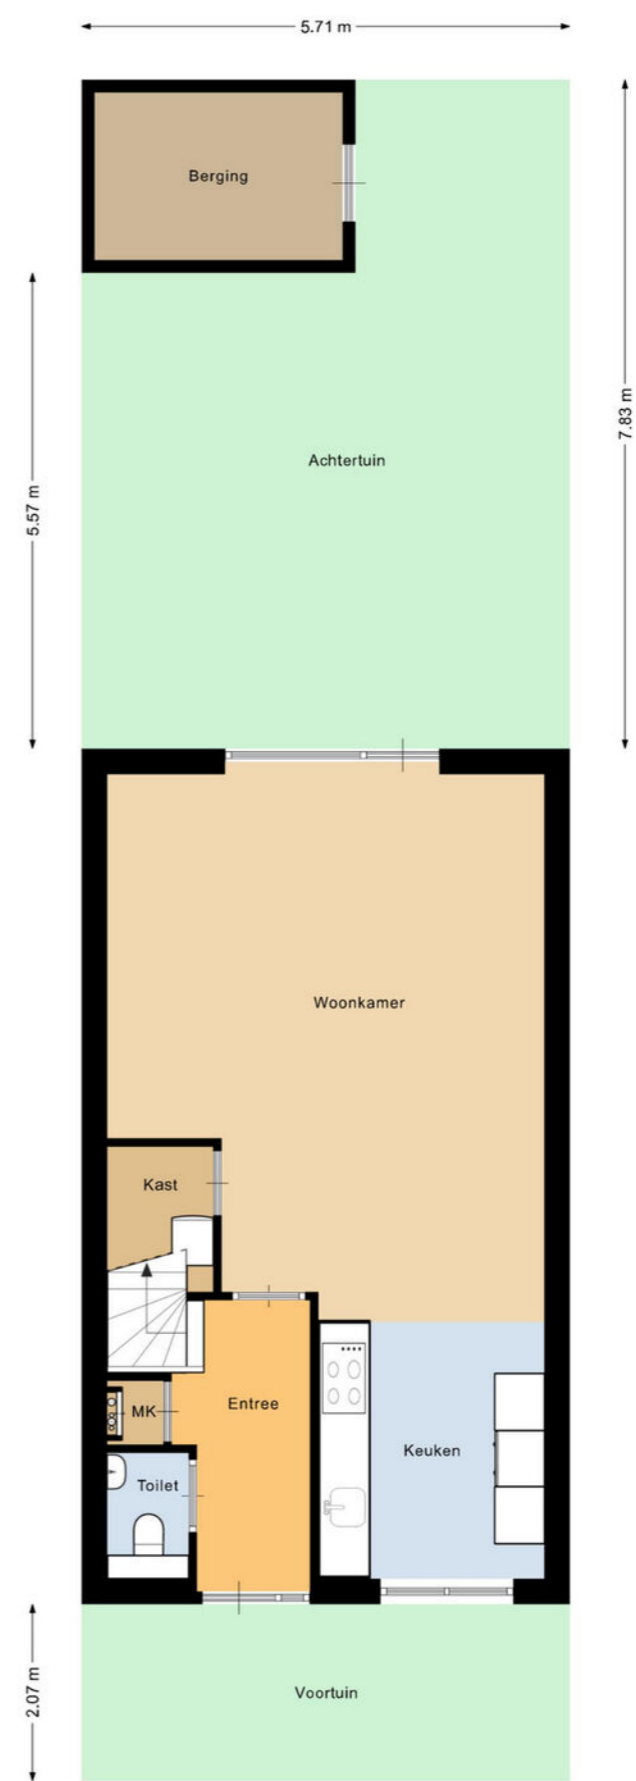 5.71 m
Berging
7.83 m
Achtertuin
5.57 m
Woonkamer
Kast
Entree
MK
Keuken
Toilet
Voortuin
2.07 m